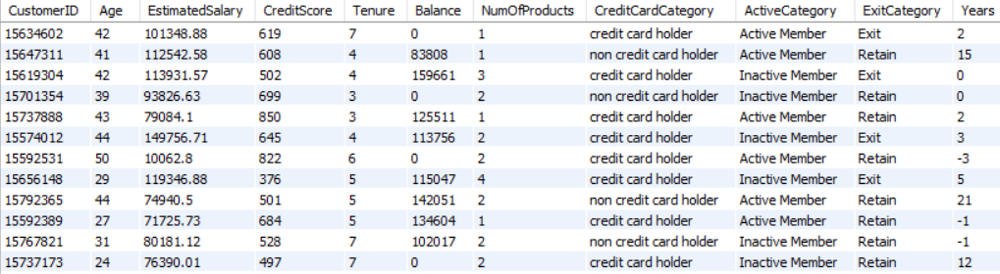 CustomerID Age EstimatedSalary CreditScore Tenure Balance NumOfProducts CreditCardCategory ActiveCategory ExitCategory Years
15634602 42 101348.88 619 7 0 1 credit card holder Active Member Exit 2
15647311 41 112542.58 608 4 83808 1 non credit card holder Active Member Retain 15
15619304 42 113931.57 502 4 159661 3 credit card holder Inactive Member Exit 0
15701354 39 93826.63 699 3 0 2 non credit card holder Inactive Member Retain 0
15737888 43 79084.1 850 3 125511 1 credit card holder Active Member Retain 2
15574012 44 149756.71 645 4 113756 2 credit card holder Inactive Member Exit 3
15592531 50 10062.8 822 6 0 2 credit card holder Active Member Retain -3
15656148 29 119346.88 376 5 115047 4 credit card holder Inactive Member Exit 5
15792365 44 74940.5 501 5 142051 2 non credit card holder Active Member Retain 21
15592389 27 71725.73 684 5 134604 1 credit card holder Active Member Retain -1
15767821 31 80181.12 528 7 102017 2 non credit card holder Inactive Member Retain -1
15737173 24 76390.01 497 7 0 2 credit card holder Inactive Member Retain 12